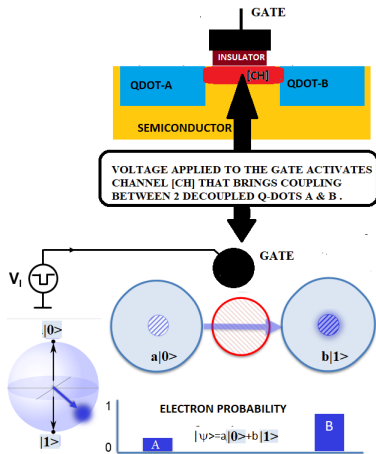 GATE
INSULATOR
[CH]
QDOT-A
QDOT-B
SEMICONDUCTOR
VOLTAGE APPLIED TO THE GATE ACTIVATES
CHANNEL [CH] THAT BRINGS COUPLING
BETWEEN 2 DECOUPLED Q-DOTS A & B .
GATE
V_I
a|0>
b|1>
|0>
|1>
ELECTRON PROBABILITY
1
0
|ψ>=a|0>+b|1>
A
B